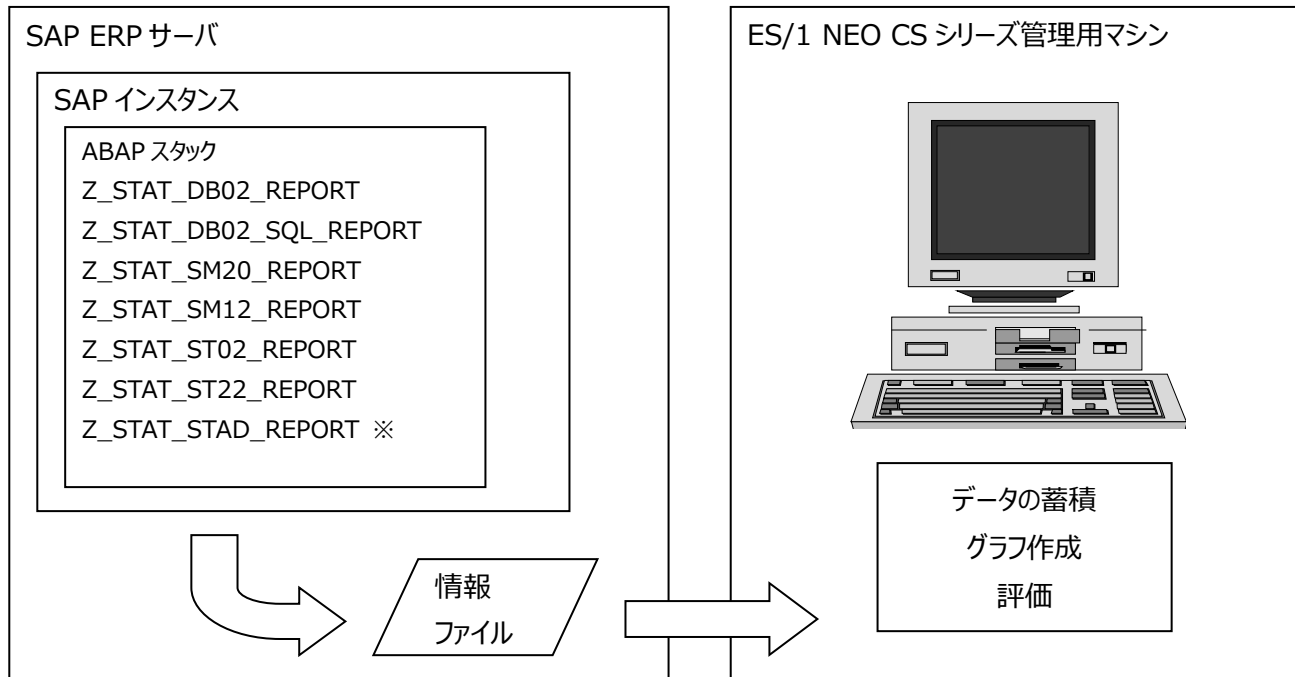 SAP ERP サーバ
SAP インスタンス
ABAP スタック
Z_STAT_DB02_REPORT
Z_STAT_DB02_SQL_REPORT
Z_STAT_SM20_REPORT
Z_STAT_SM12_REPORT
Z_STAT_ST02_REPORT
Z_STAT_ST22_REPORT
Z_STAT_STAD_REPORT ※
情報
ファイル
ES/1 NEO CS シリーズ管理用マシン
データの蓄積
グラフ作成
評価